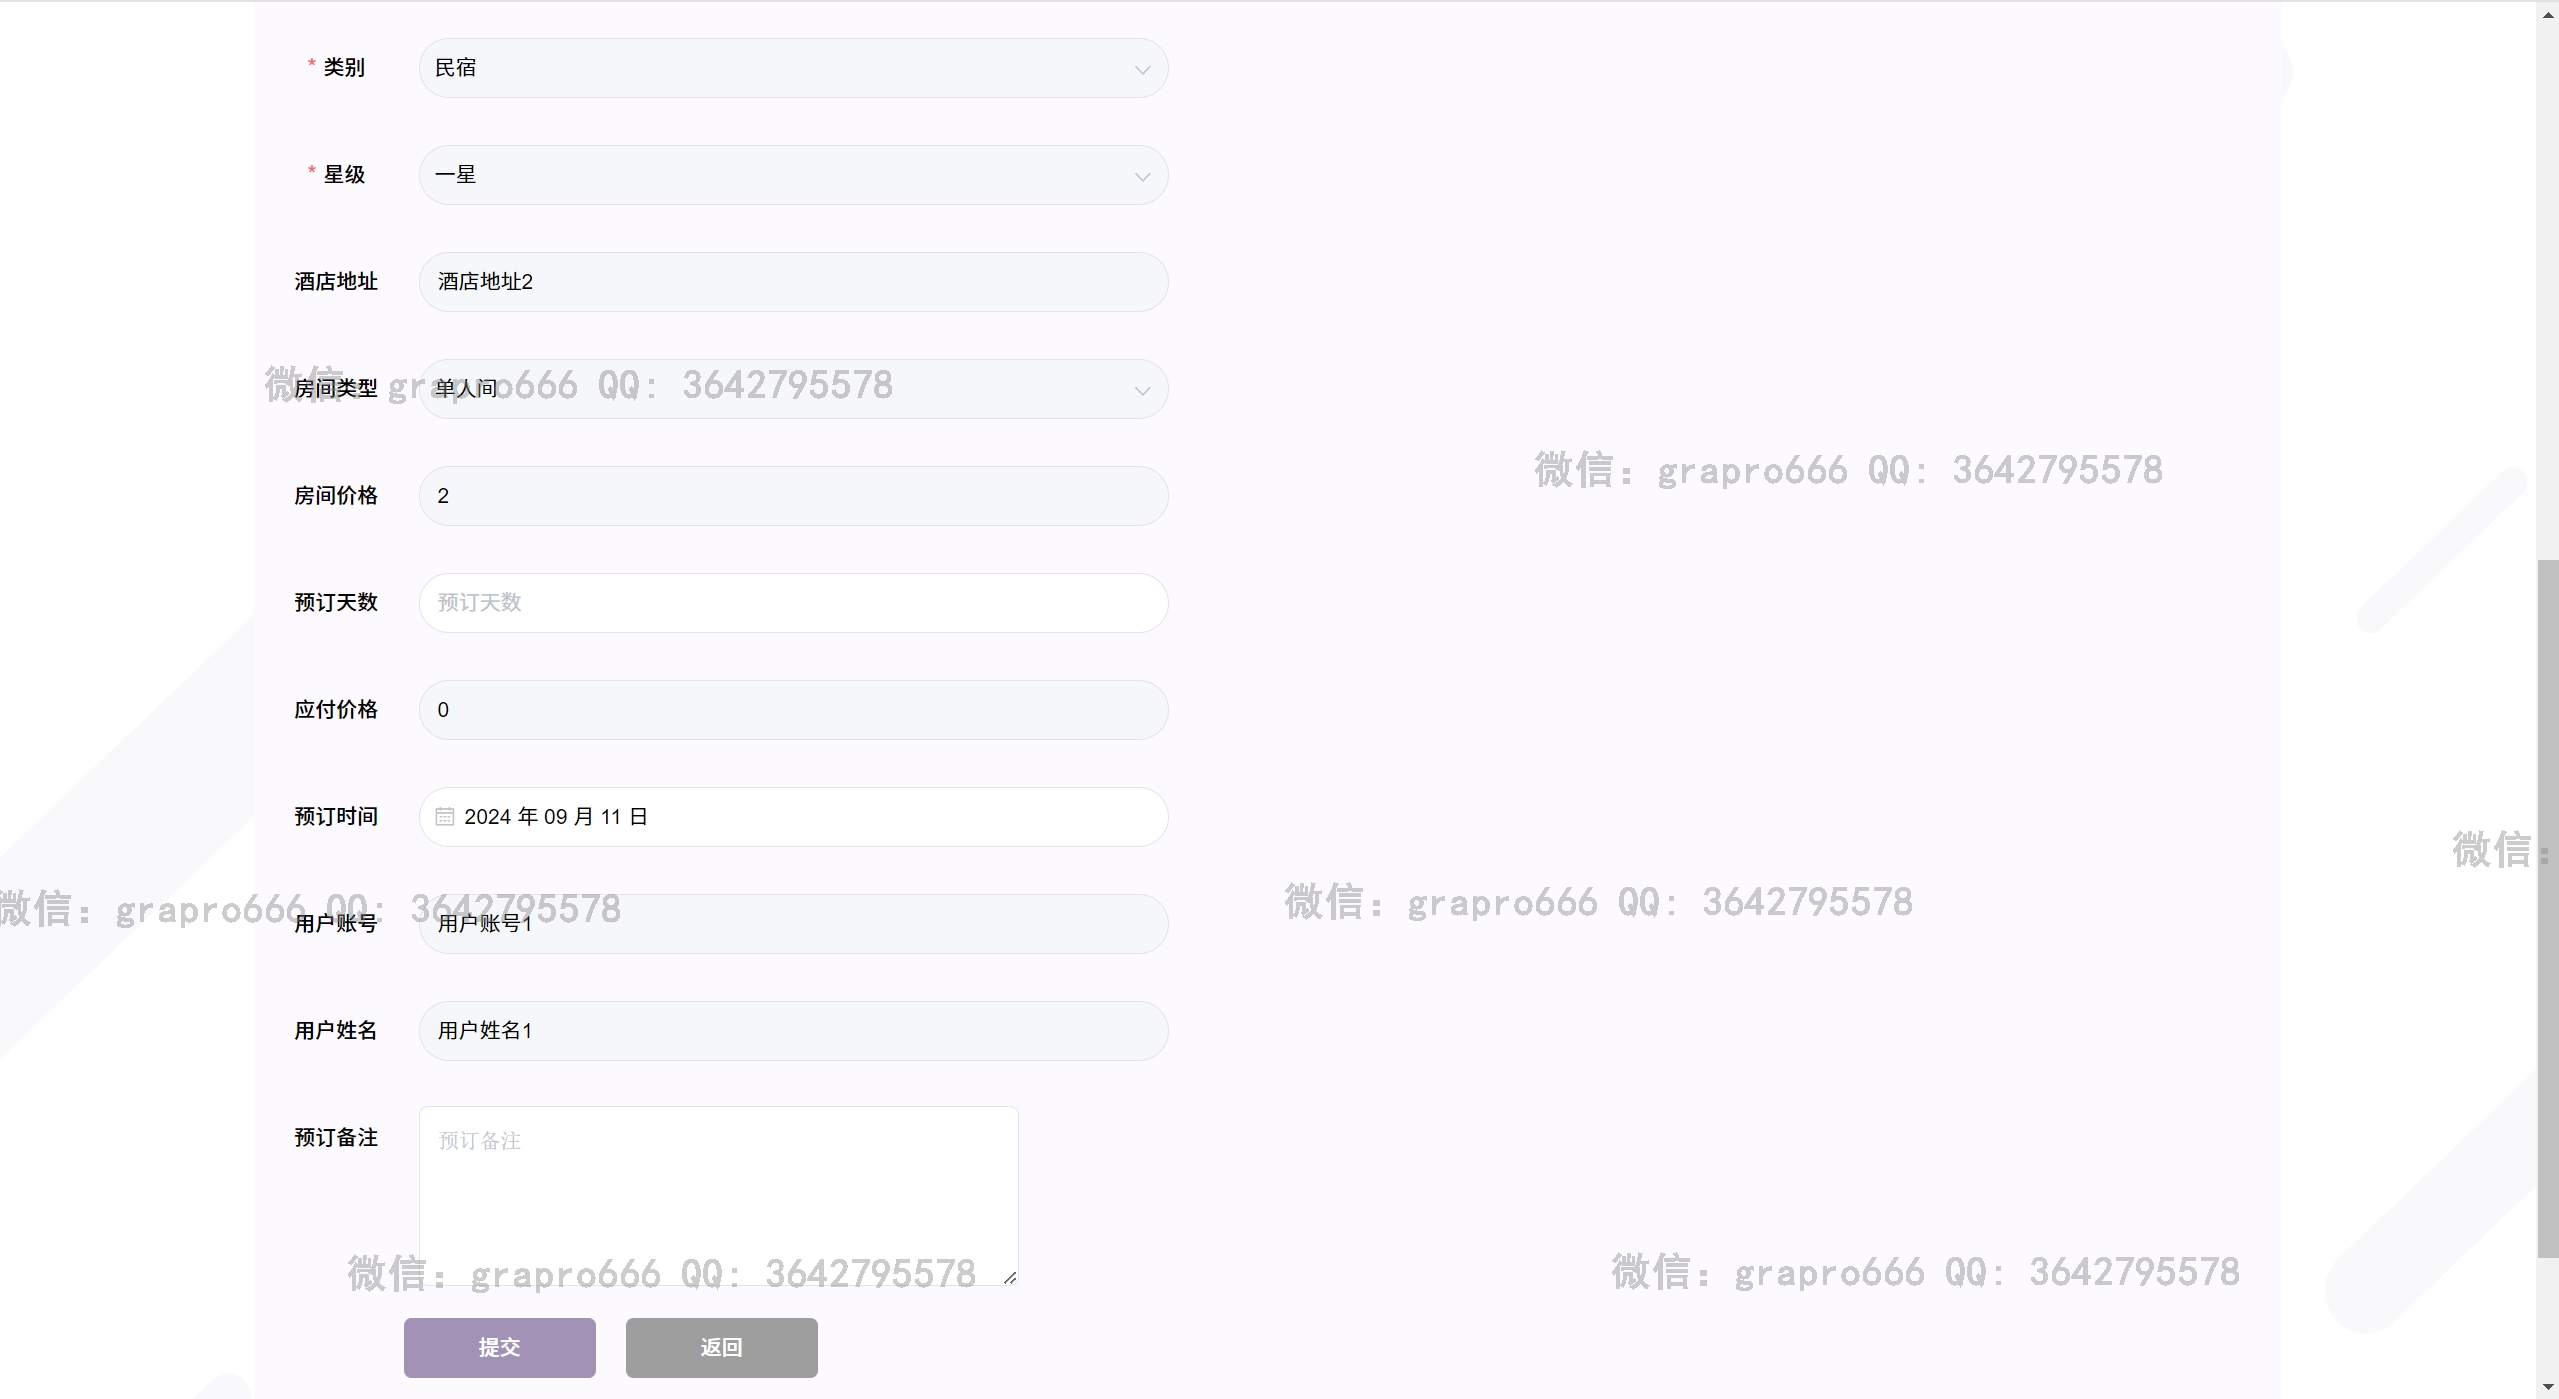 * 类别 民宿
* 星级 一星
酒店地址 酒店地址2
房间类型 单人间
微信: grapro666 QQ: 3642795578
微信: grapro666 QQ: 3642795578
房间价格 2
预订天数 预订天数
应付价格 0
预订时间 2024 年 09 月 11 日
微信:
微信: grapro666 QQ: 3642795578
微信: grapro666 QQ: 3642795578
用户账号 用户账号1
用户姓名 用户姓名1
预订备注 预订备注
微信: grapro666 QQ: 3642795578
微信: grapro666 QQ: 3642795578
提交 返回